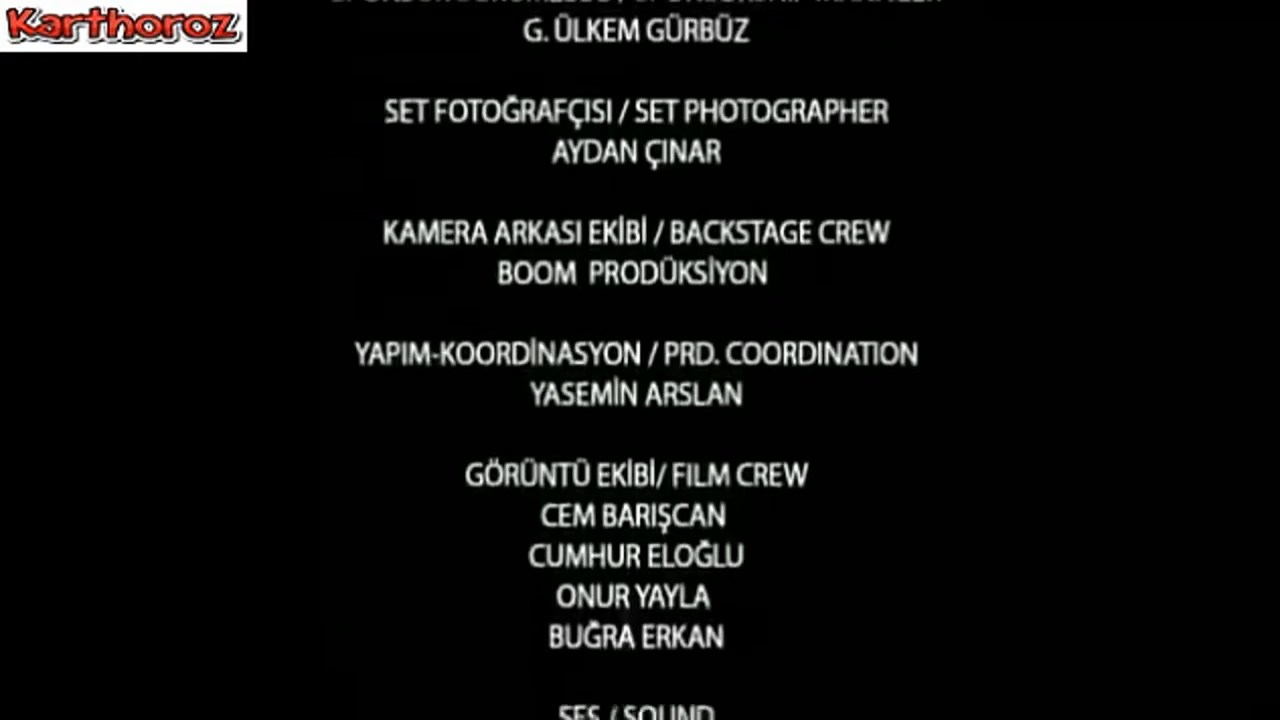 Karthoroz
G. ÜLKEM GÜRBÜZ
SET FOTOĞRAFÇISI / SET PHOTOGRAPHER
AYDAN ÇINAR
KAMERA ARKASI EKİBİ / BACKSTAGE CREW
BOOM PRODÜKSİYON
YAPIM-KOORDİNASYON / PRD. COORDINATION
YASEMİN ARSLAN
GÖRÜNTÜ EKİBİ/ FILM CREW
CEM BARIŞCAN
CUMHUR ELOĞLU
ONUR YAYLA
BUĞRA ERKAN
SES / SOUND